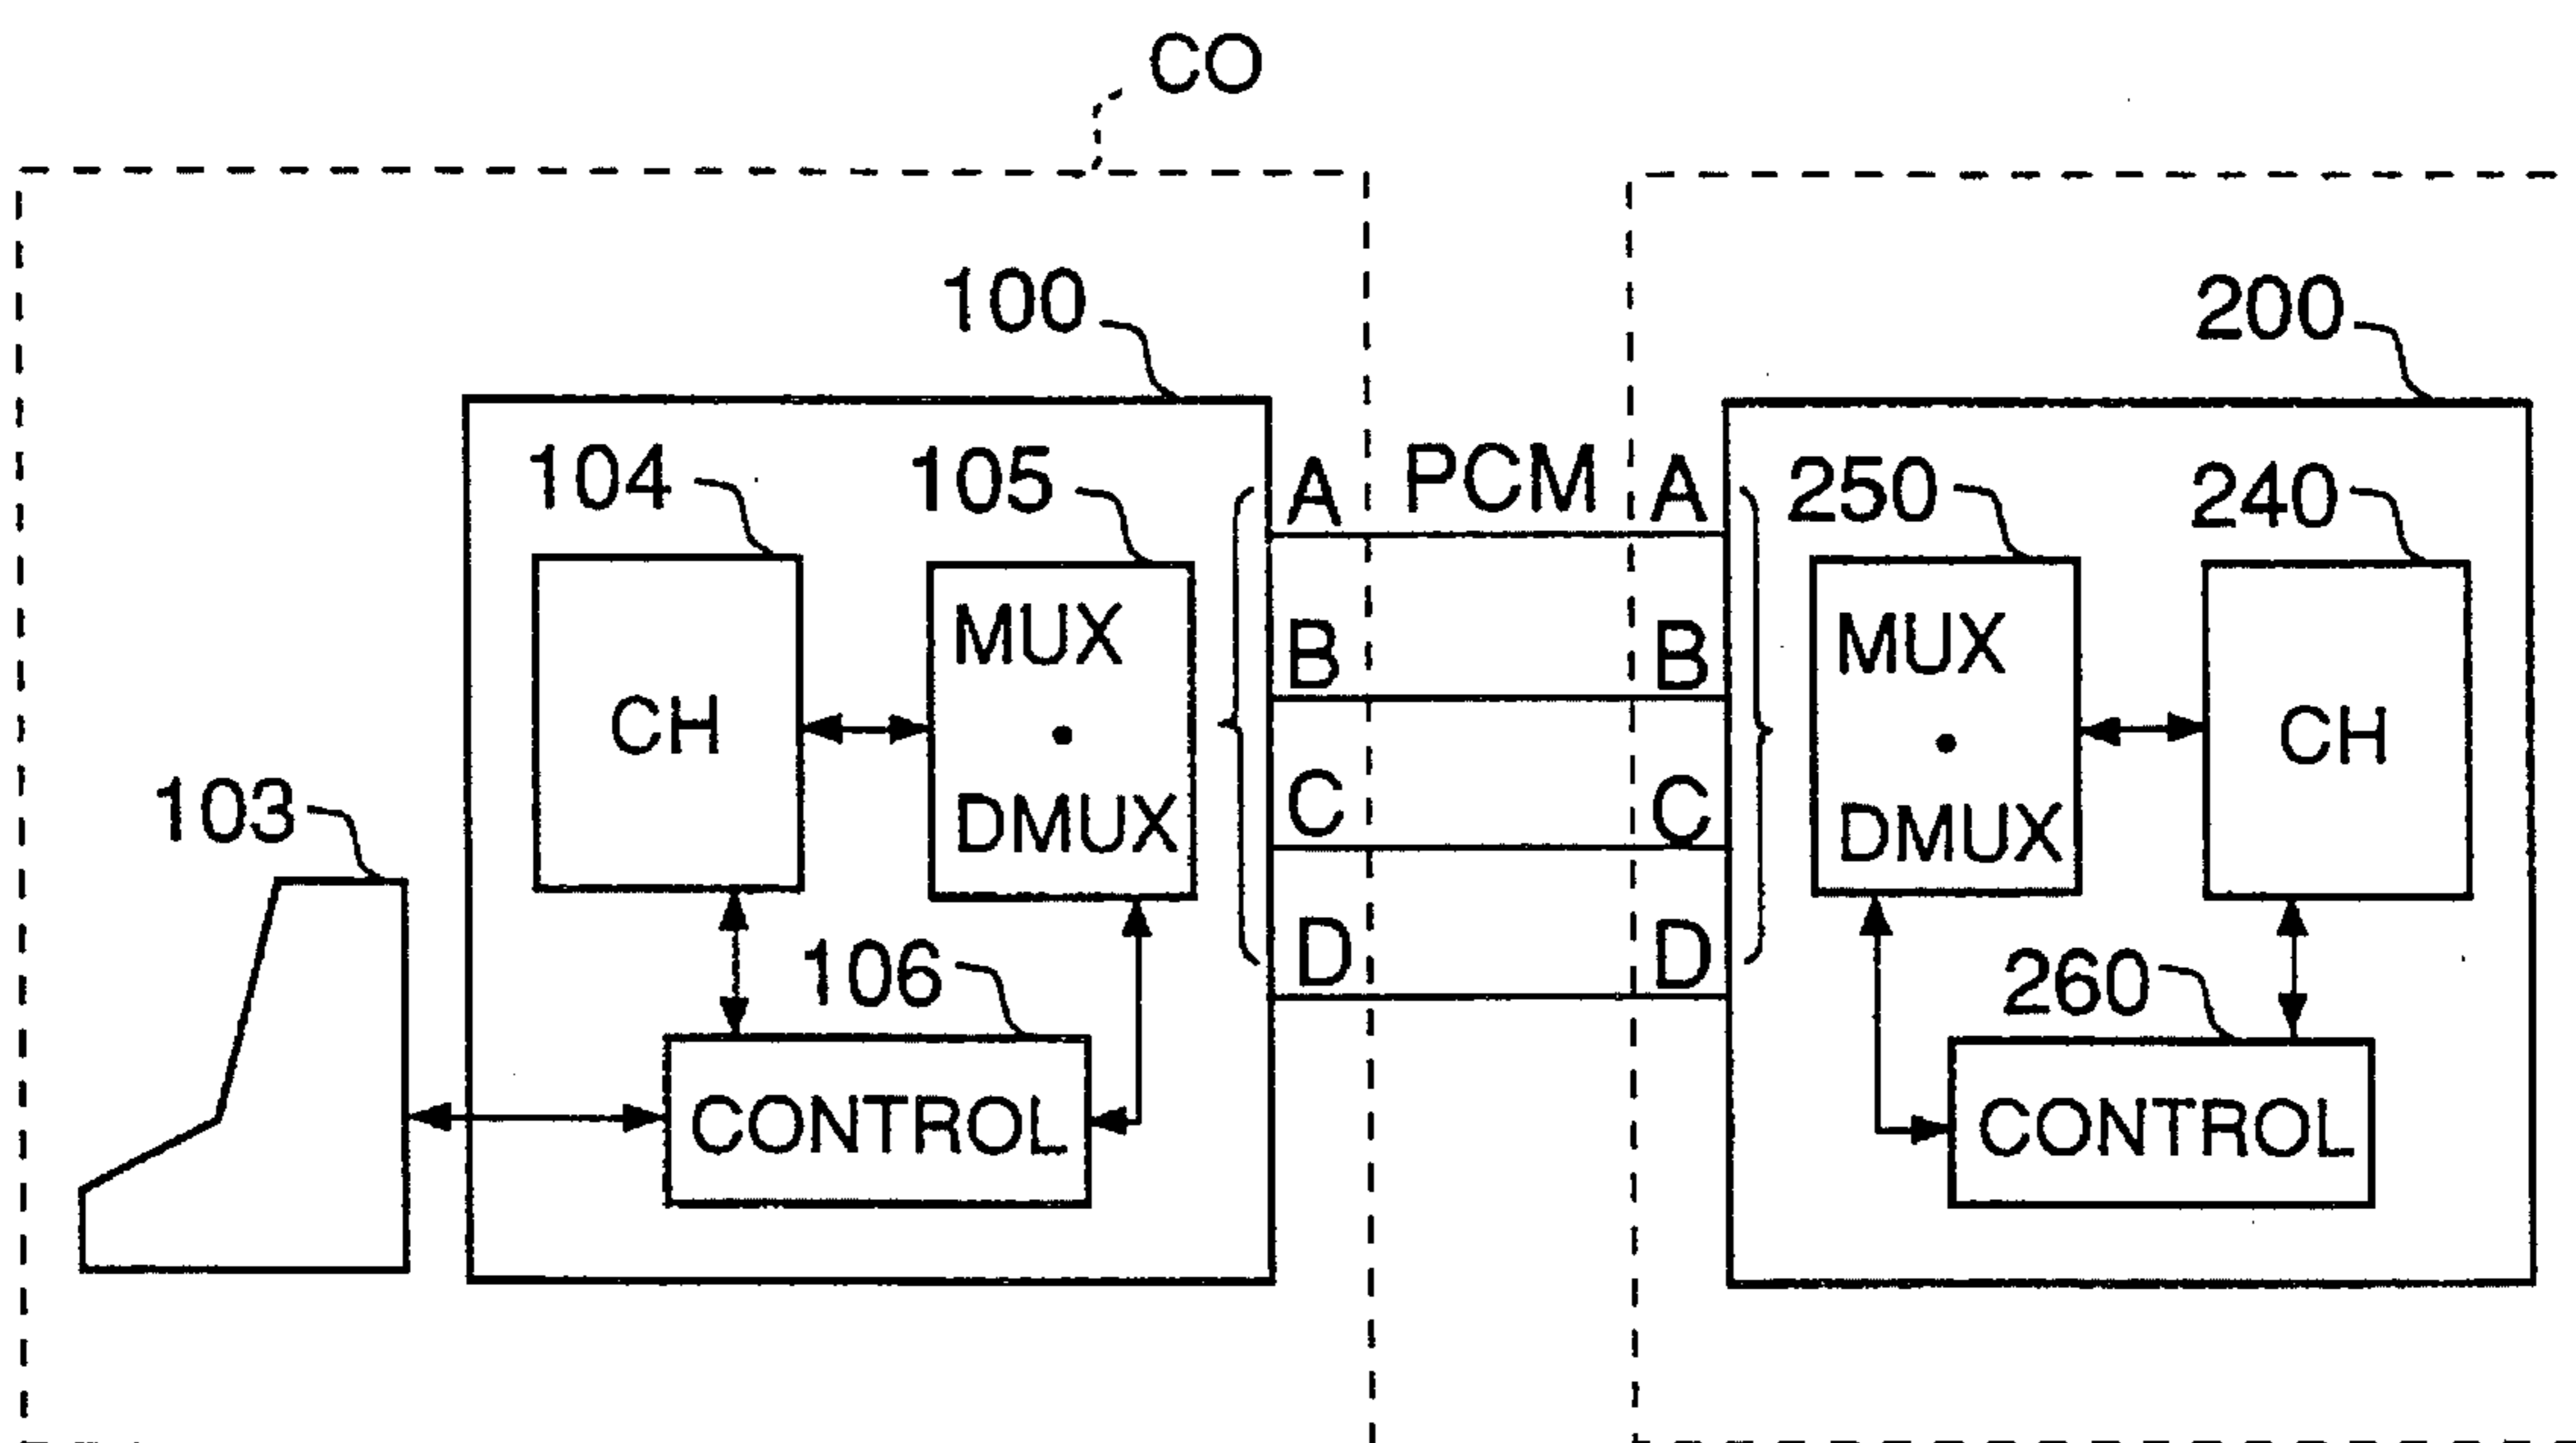 CO
100
200
104
105
A PCM A
250
240
MUX
DMUX
CH
B B
MUX
DMUX
CH
103
C C
D D
106
260
CONTROL
CONTROL